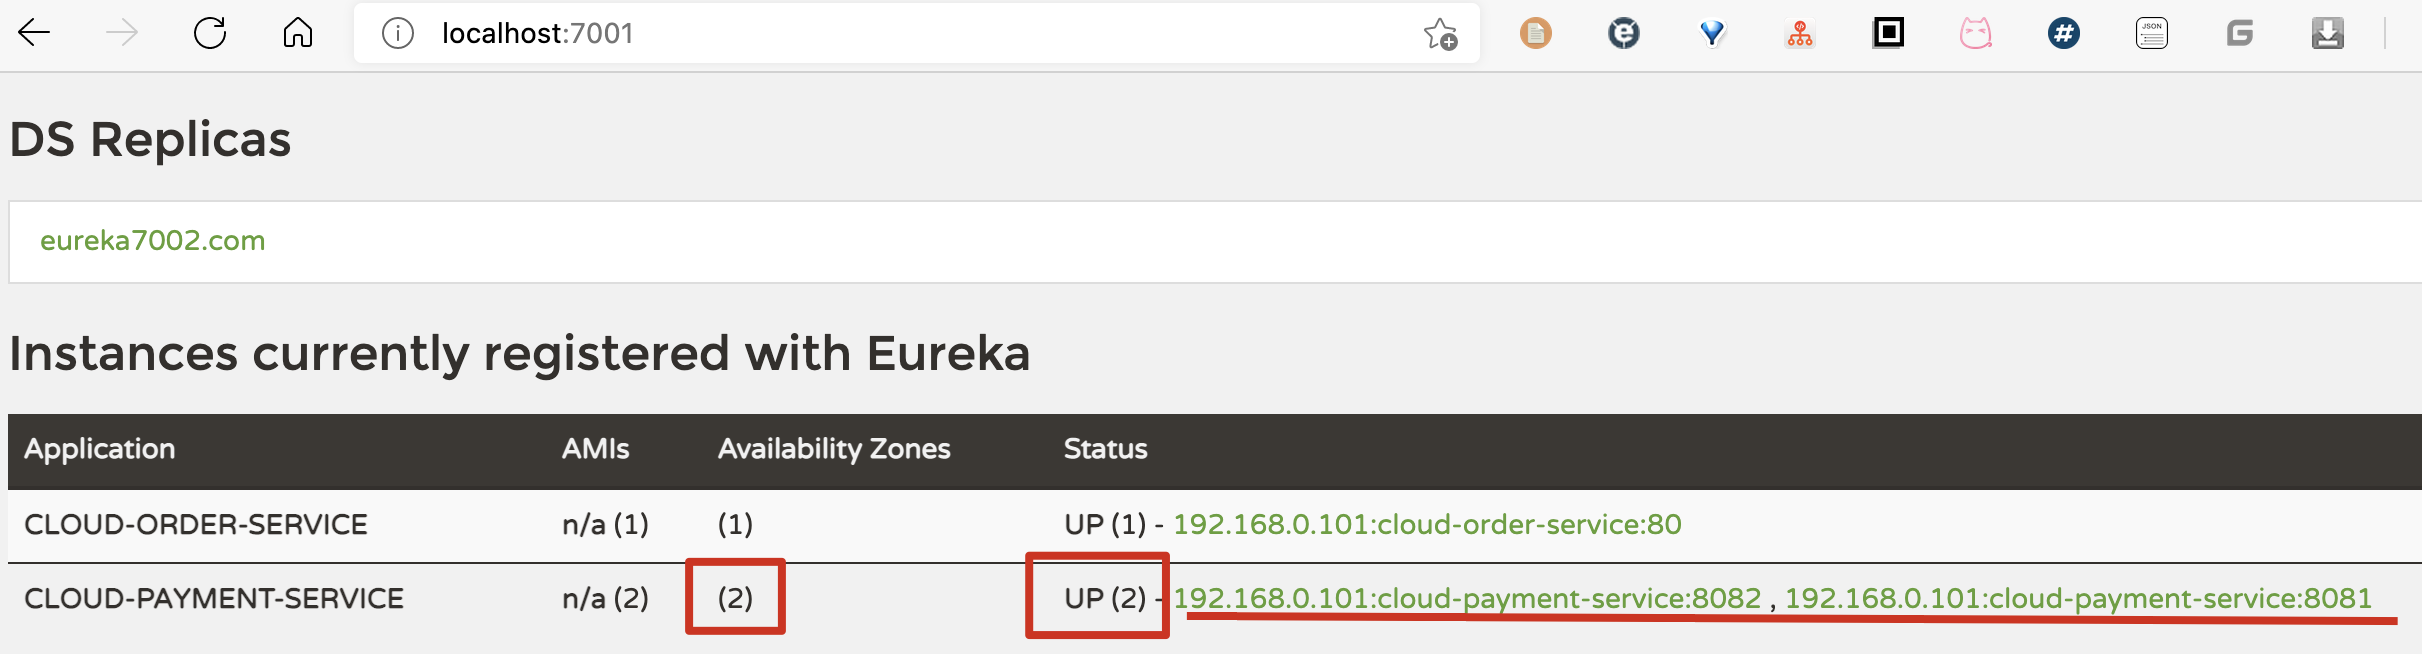 localhost:7001
JSON
DS Replicas
eureka7002.com
Instances currently registered with Eureka
Application AMIs Availability Zones Status
CLOUD-ORDER-SERVICE n/a (1) (1) UP (1) - 192.168.0.101:cloud-order-service:80
CLOUD-PAYMENT-SERVICE n/a (2) (2) UP (2) - 192.168.0.101:cloud-payment-service:8082 , 192.168.0.101:cloud-payment-service:8081